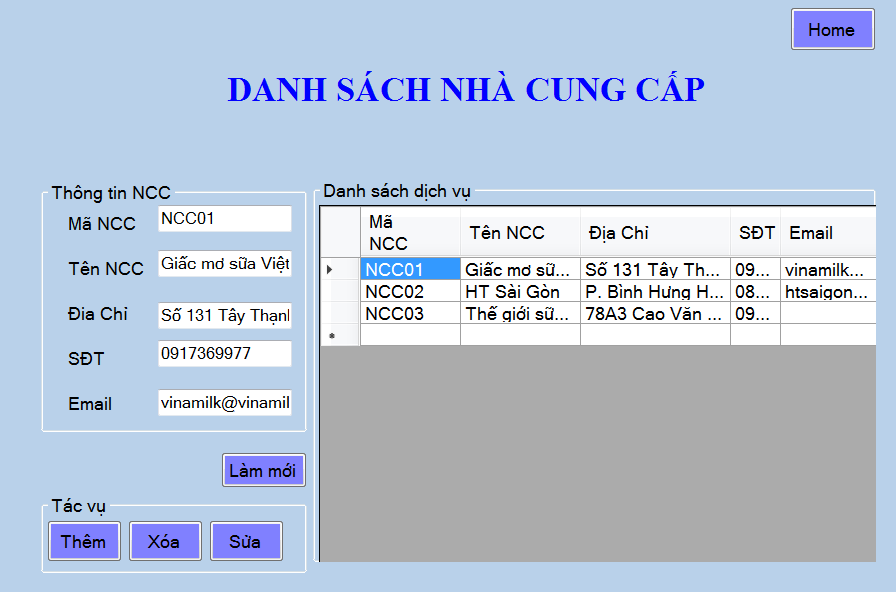 Home
DANH SÁCH NHÀ CUNG CẤP
Thông tin NCC
Mã NCC NCC01
Tên NCC Giấc mơ sữa Việt
Đia Chỉ Số 131 Tây Thạnh
SĐT 0917369977
Email vinamilk@vinamil
Làm mới
Tác vụ
Thêm Xóa Sửa
Danh sách dịch vụ
Mã NCC Tên NCC Địa Chỉ SĐT Email
NCC01 Giấc mơ sữ... Số 131 Tây Th... 09... vinamilk...
NCC02 HT Sài Gòn P. Bình Hưng H... 08... htsaigon...
NCC03 Thế giới sữ... 78A3 Cao Văn ... 09...